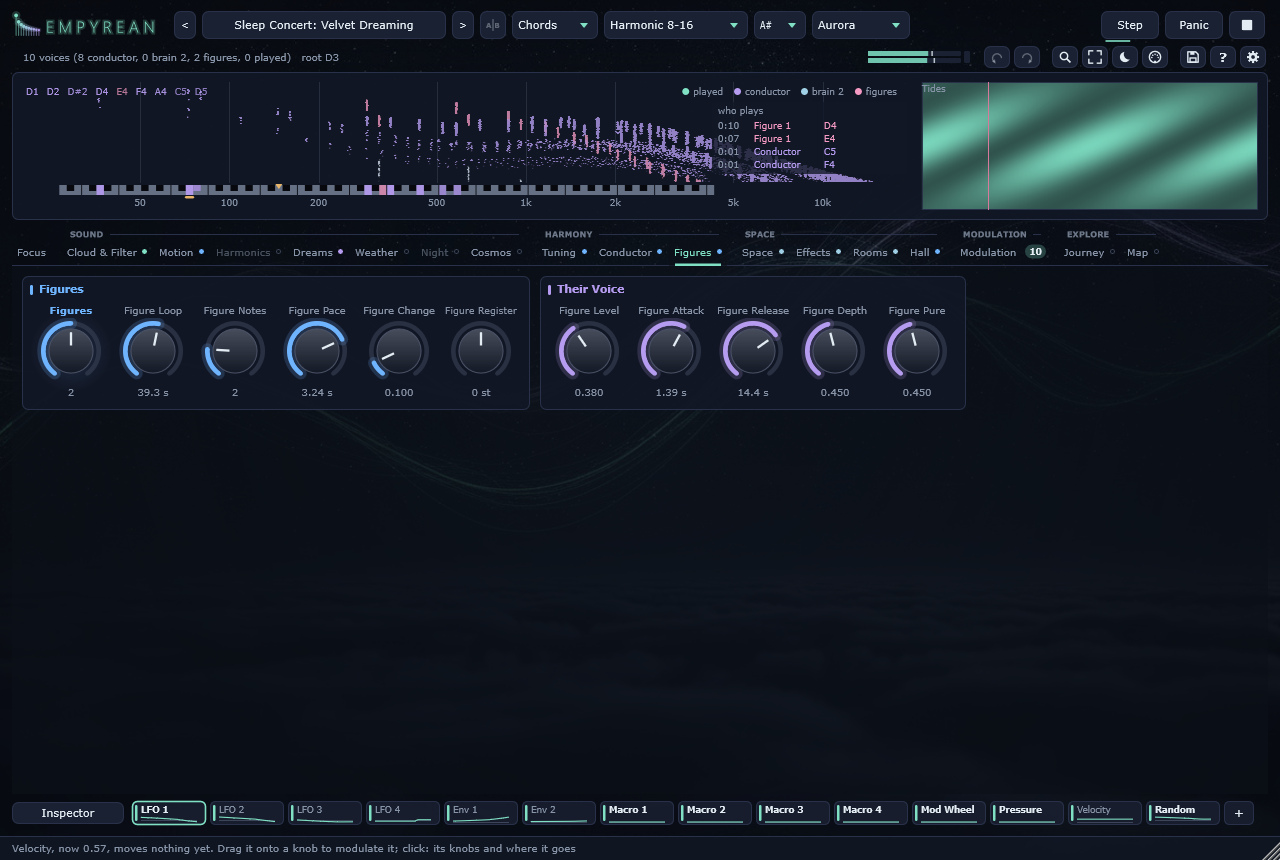 EMPYREAN
< Sleep Concert: Velvet Dreaming > A|B Chords Harmonic 8-16 A# Aurora Step Panic
10 voices (8 conductor, 0 brain 2, 2 figures, 0 played) root D3
?
D1 D2 D#2 D4 E4 F4 A4 C5 D5
played conductor brain 2 figures
Tides
who plays
0:10 Figure 1 D4
0:07 Figure 1 E4
0:01 Conductor C5
0:01 Conductor F4
50 100 200 500 1k 2k 5k 10k
SOUND HARMONY SPACE MODULATION EXPLORE
Focus Cloud & Filter Motion Harmonics Dreams Weather Night Cosmos Tuning Conductor Figures Space Effects Rooms Hall Modulation 10 Journey Map
Figures
Figures Figure Loop Figure Notes Figure Pace Figure Change Figure Register
2 39.3 s 2 3.24 s 0.100 0 st
Their Voice
Figure Level Figure Attack Figure Release Figure Depth Figure Pure
0.380 1.39 s 14.4 s 0.450 0.450
Inspector LFO 1 LFO 2 LFO 3 LFO 4 Env 1 Env 2 Macro 1 Macro 2 Macro 3 Macro 4 Mod Wheel Pressure Velocity Random +
Velocity, now 0.57, moves nothing yet. Drag it onto a knob to modulate it; click: its knobs and where it goes